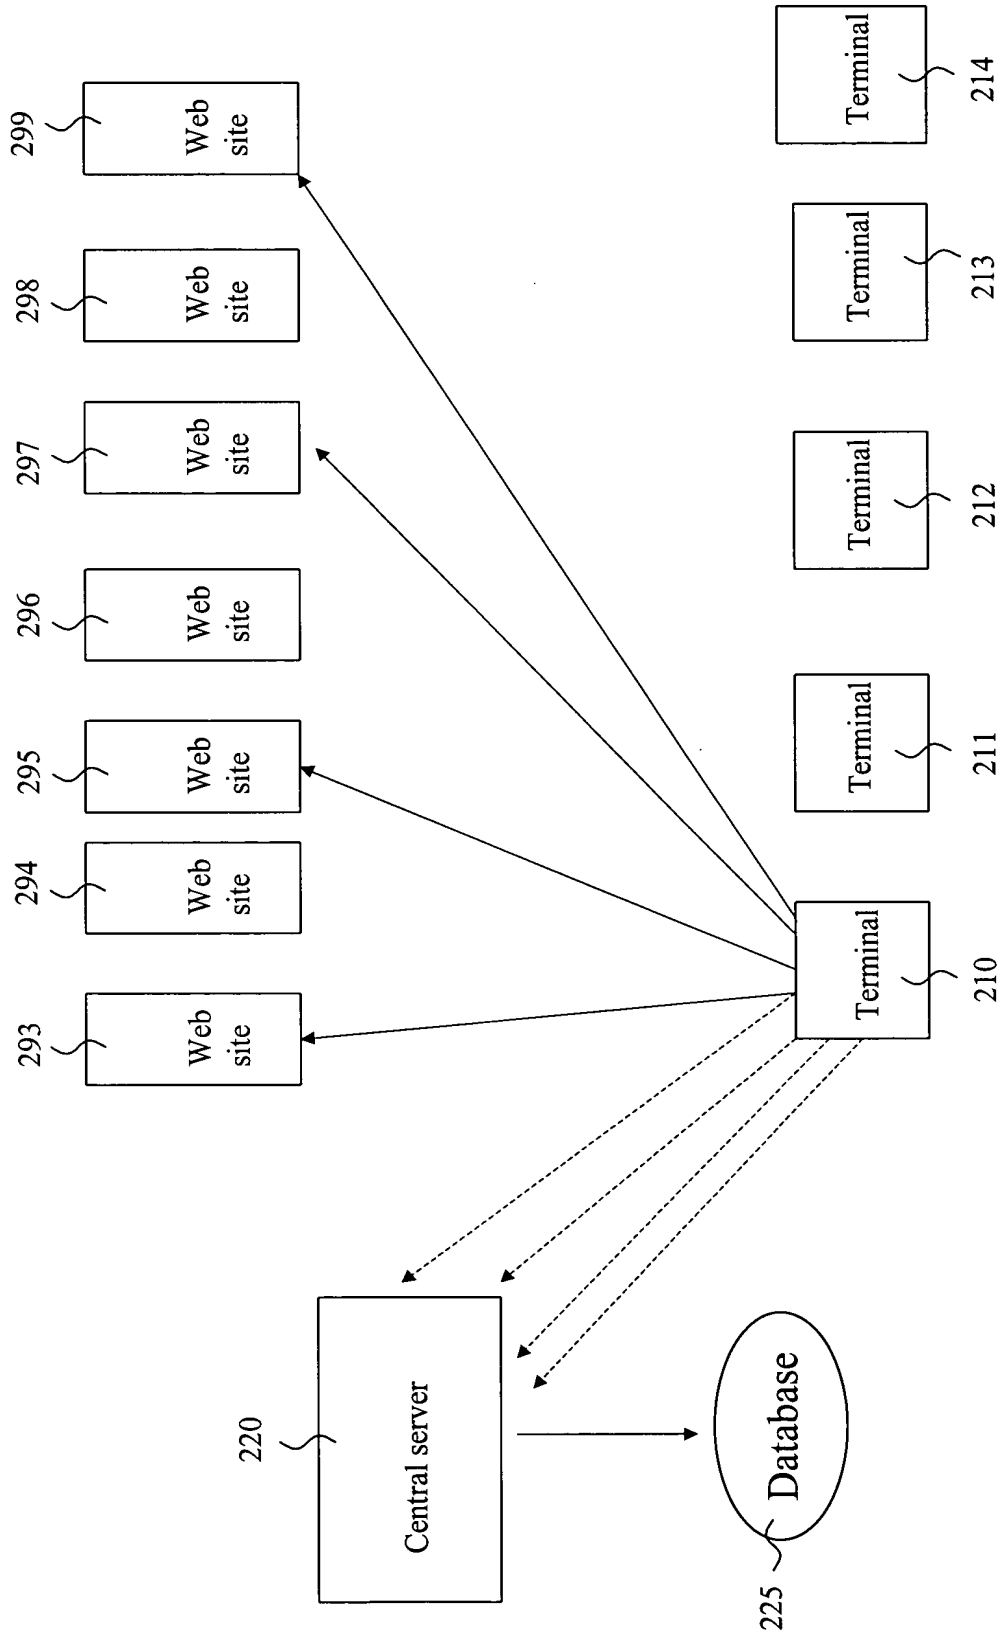 220
Central server
225
Database
293
Web
site
294
Web
site
295
Web
site
296
Web
site
297
Web
site
298
Web
site
299
Web
site
Terminal
210
Terminal
211
Terminal
212
Terminal
213
Terminal
214